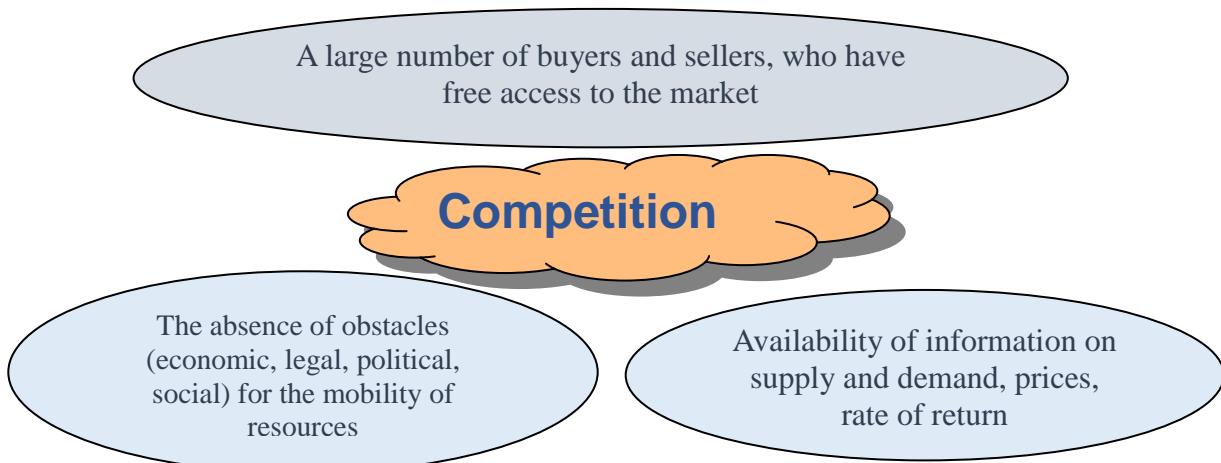 A large number of buyers and sellers, who have
free access to the market
Competition
The absence of obstacles
(economic, legal, political,
social) for the mobility of
resources
Availability of information on
supply and demand, prices,
rate of return